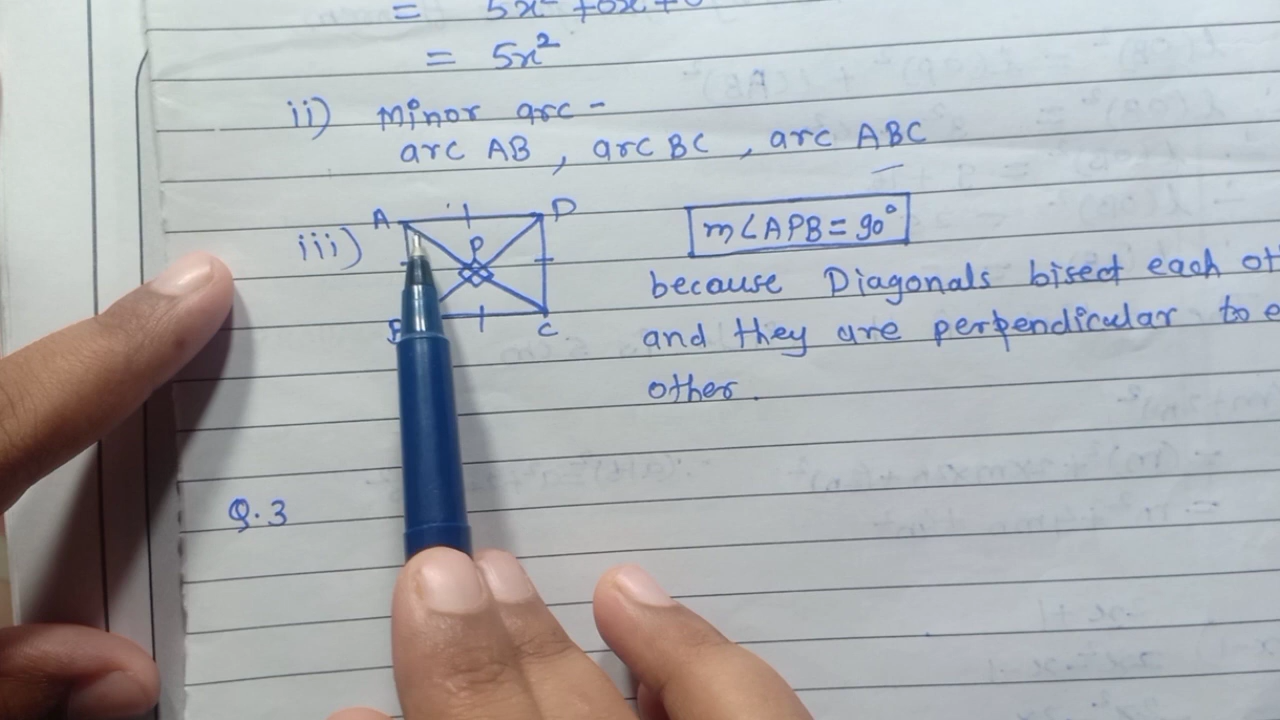 = 5x²
ii) Minor arc -
arc AB, arc BC, arc ABC
iii) A D
P
B C
m∠APB = 90°
because Diagonals bisect each
and they are perpendicular to
other.
Q.3